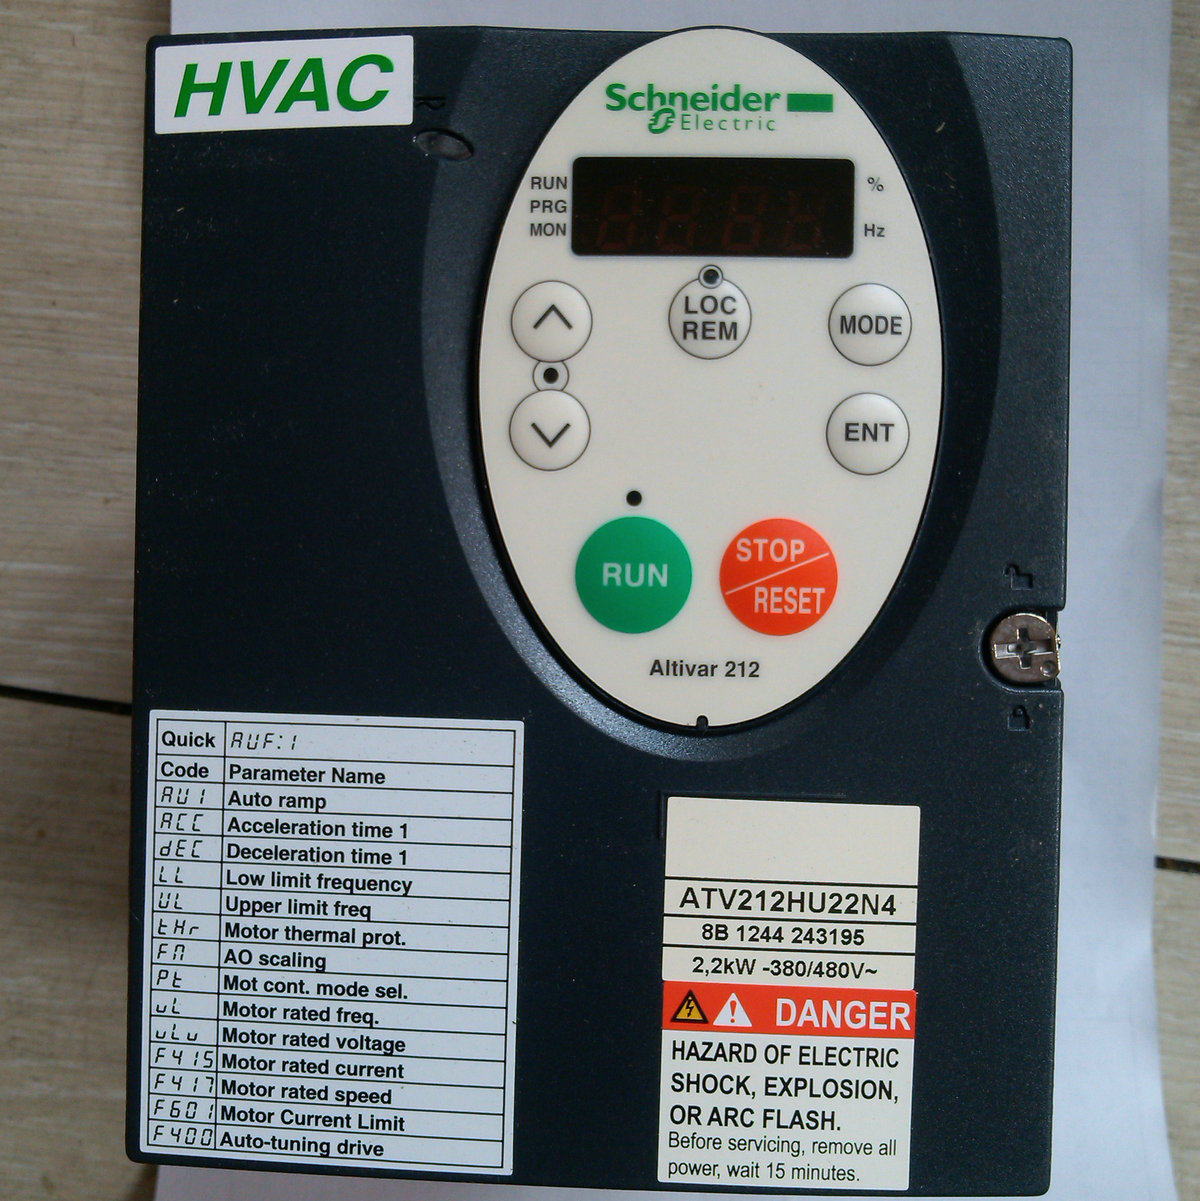 HVAC
Schneider
Electric
RUN
PRG
MON
%
Hz
LOC
REM
MODE
ENT
RUN
STOP
RESET
Altivar 212
Quick AUF:1
Code Parameter Name
AU1 Auto ramp
ACC Acceleration time 1
dEC Deceleration time 1
LL Low limit frequency
UL Upper limit freq
tHr Motor thermal prot.
FM AO scaling
Pt Mot cont. mode sel.
uL Motor rated freq.
uLu Motor rated voltage
F415 Motor rated current
F417 Motor rated speed
F601 Motor Current Limit
F400 Auto-tuning drive
ATV212HU22N4
8B 1244 243195
2,2kW -380/480V~
DANGER
HAZARD OF ELECTRIC
SHOCK, EXPLOSION,
OR ARC FLASH.
Before servicing, remove all
power, wait 15 minutes.